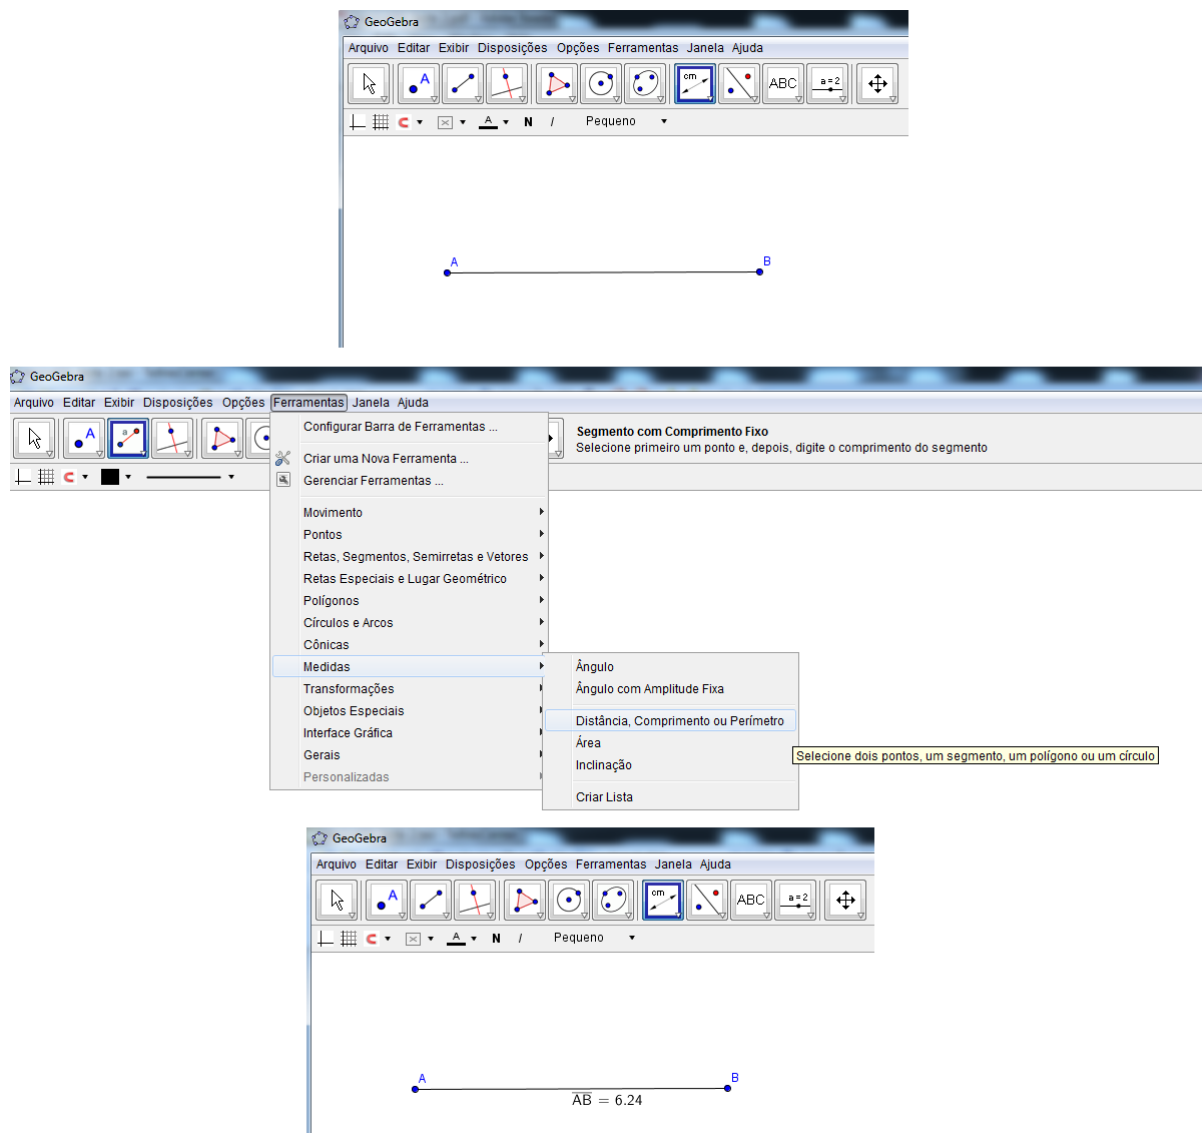 GeoGebra
Arquivo Editar Exibir Disposições Opções Ferramentas Janela Ajuda
A cm ABC a=2
A N I Pequeno
A B
GeoGebra
Arquivo Editar Exibir Disposições Opções Ferramentas Janela Ajuda
A a
Configurar Barra de Ferramentas ...
Segmento com Comprimento Fixo
Selecione primeiro um ponto e, depois, digite o comprimento do segmento
Criar uma Nova Ferramenta ...
Gerenciar Ferramentas ...
Movimento
Pontos
Retas, Segmentos, Semirretas e Vetores
Retas Especiais e Lugar Geométrico
Polígonos
Círculos e Arcos
Cônicas
Medidas
Transformações
Objetos Especiais
Interface Gráfica
Gerais
Personalizadas
Ângulo
Ângulo com Amplitude Fixa
Distância, Comprimento ou Perímetro
Área
Inclinação
Criar Lista
Selecione dois pontos, um segmento, um polígono ou um círculo
GeoGebra
Arquivo Editar Exibir Disposições Opções Ferramentas Janela Ajuda
A cm ABC a=2
A N I Pequeno
A B
A̅B̅ = 6.24